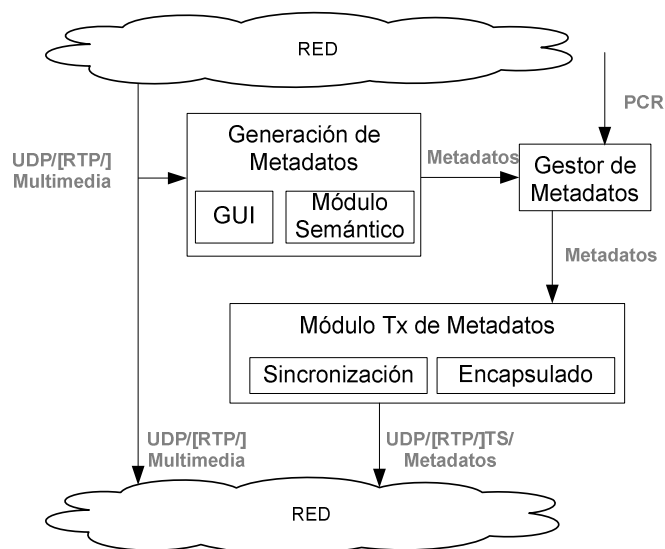 RED
PCR
UDP/[RTP/]
Multimedia
Generación de
Metadatos
GUI
Módulo
Semántico
Metadatos
Gestor de
Metadatos
Metadatos
Módulo Tx de Metadatos
Sincronización
Encapsulado
UDP/[RTP/]
Multimedia
UDP/[RTP/]TS/
Metadatos
RED